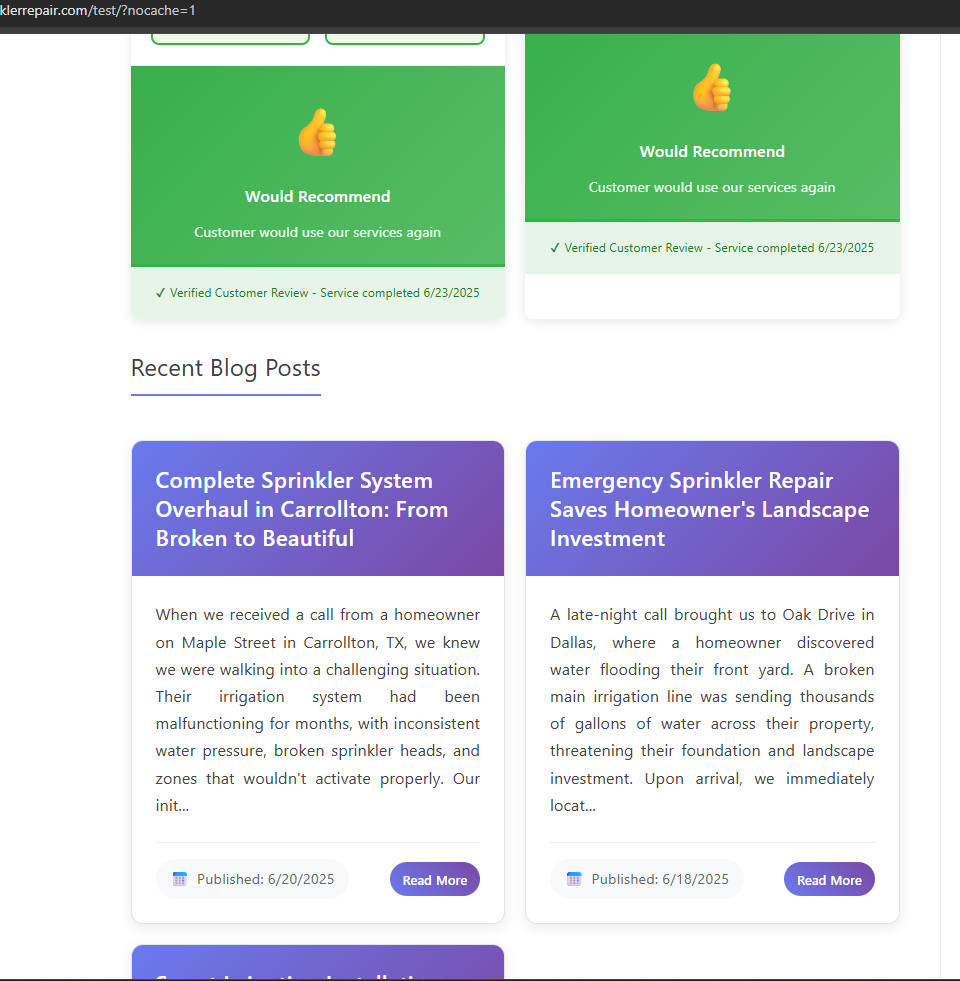 klerrepair.com/test/?nocache=1
Would Recommend
Customer would use our services again
✓ Verified Customer Review - Service completed 6/23/2025
Would Recommend
Customer would use our services again
✓ Verified Customer Review - Service completed 6/23/2025
Recent Blog Posts
Complete Sprinkler System
Overhaul in Carrollton: From
Broken to Beautiful
When we received a call from a homeowner
on Maple Street in Carrollton, TX, we knew
we were walking into a challenging situation.
Their irrigation system had been
malfunctioning for months, with inconsistent
water pressure, broken sprinkler heads, and
zones that wouldn't activate properly. Our
init...
Published: 6/20/2025
Read More
Emergency Sprinkler Repair
Saves Homeowner's Landscape
Investment
A late-night call brought us to Oak Drive in
Dallas, where a homeowner discovered
water flooding their front yard. A broken
main irrigation line was sending thousands
of gallons of water across their property,
threatening their foundation and landscape
investment. Upon arrival, we immediately
locat...
Published: 6/18/2025
Read More